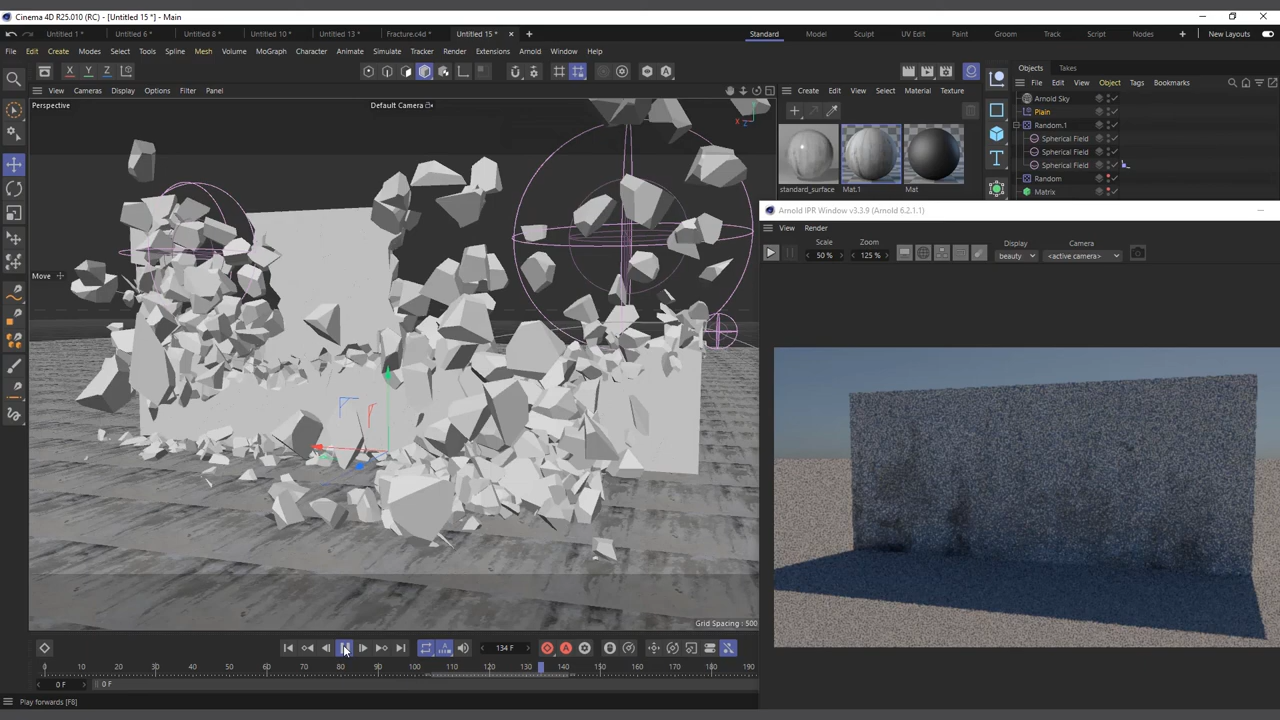 Cinema 4D R25.010 (RC) - [Untitled 15 *] - Main
Untitled 1 *
Untitled 6 *
Untitled 8 *
Untitled 10 *
Untitled 13 *
Fracture.c4d *
Untitled 15 *
Standard
Model
Sculpt
UV Edit
Paint
Groom
Track
Script
Nodes
New Layouts
File Edit Create Modes Select Tools Spline Mesh Volume MoGraph Character Animate Simulate Tracker Render Extensions Arnold Window Help
X Y Z
Objects Takes
View Cameras Display Options Filter Panel
Create Edit View Select Material Texture
File Edit View Object Tags Bookmarks
Perspective
Default Camera
Y
X Z
standard_surface
Mat.1
Mat
Arnold Sky
Plain
Random.1
Spherical Field
Spherical Field
Spherical Field
Random
Matrix
Arnold IPR Window v3.3.9 (Arnold 6.2.1.1)
View Render
Scale
50 %
Zoom
125 %
Display
beauty
Camera
<active camera>
Move
Grid Spacing : 500
134 F
0 10 20 30 40 50 60 70 80 90 100 110 120 130 140 150 160 170 180 190
0 F
0 F
Play forwards [F8]